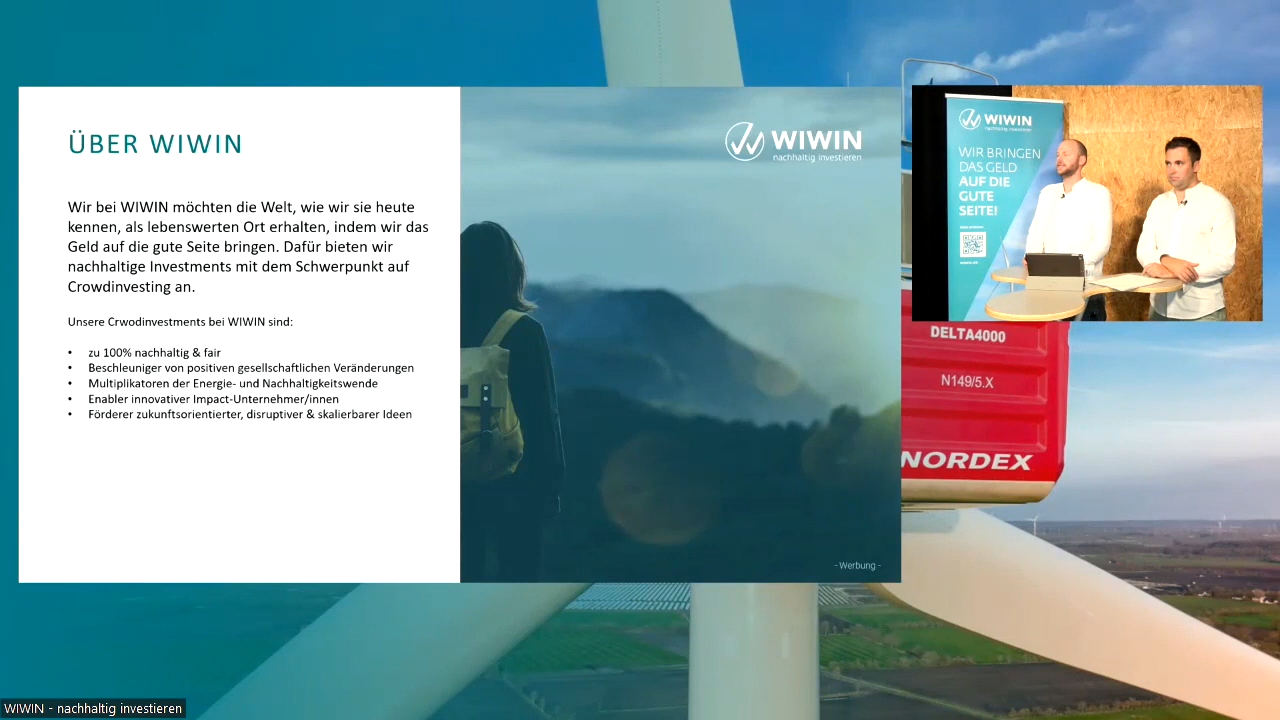 ÜBER WIWIN
Wir bei WIWIN möchten die Welt, wie wir sie heute
kennen, als lebenswerten Ort erhalten, indem wir das
Geld auf die gute Seite bringen. Dafür bieten wir
nachhaltige Investments mit dem Schwerpunkt auf
Crowdinvesting an.
Unsere Crwodinvestments bei WIWIN sind:
• zu 100% nachhaltig & fair
• Beschleuniger von positiven gesellschaftlichen Veränderungen
• Multiplikatoren der Energie- und Nachhaltigkeitswende
• Enabler innovativer Impact-Unternehmer/innen
• Förderer zukunftsorientierter, disruptiver & skalierbarer Ideen
WIWIN
nachhaltig investieren
- Werbung -
WIWIN
nachhaltig investieren
WIR BRINGEN
DAS GELD
AUF DIE
GUTE
SEITE!
DELTA4000
N149/5.X
NORDEX
WIWIN - nachhaltig investieren